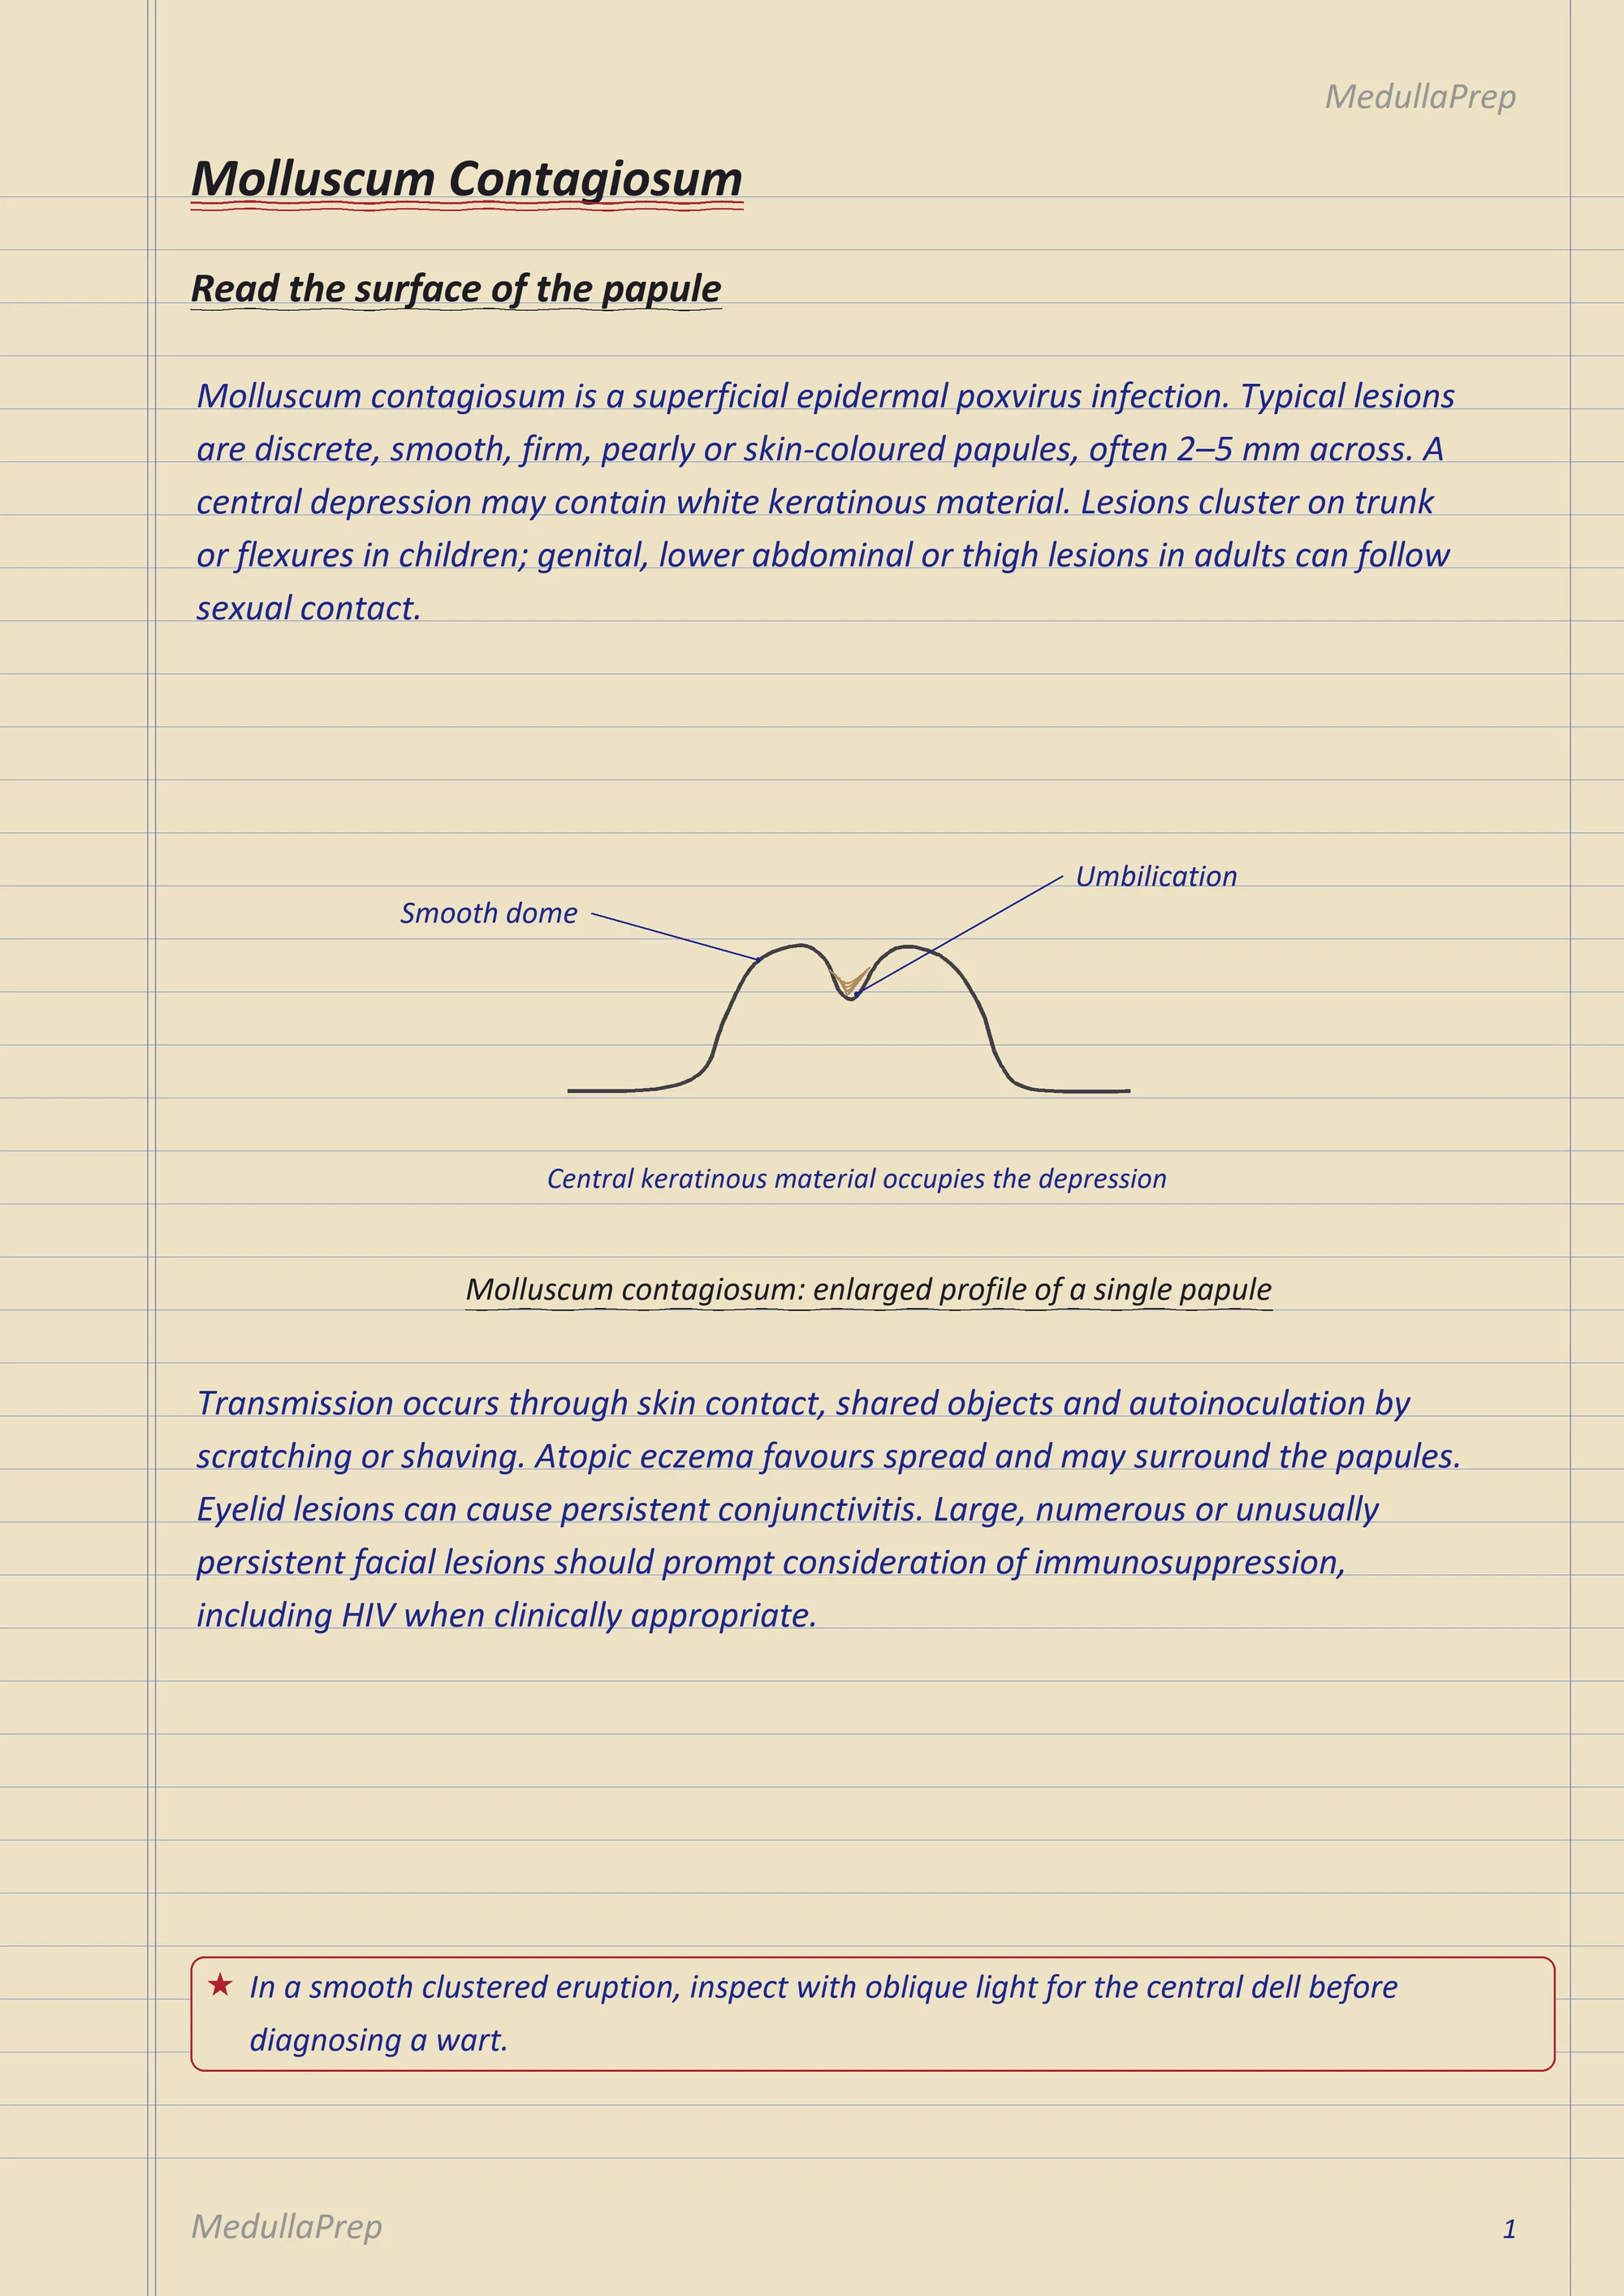 MedullaPrep
Molluscum Contagiosum
Read the surface of the papule
Molluscum contagiosum is a superficial epidermal poxvirus infection. Typical lesions
are discrete, smooth, firm, pearly or skin-coloured papules, often 2–5 mm across. A
central depression may contain white keratinous material. Lesions cluster on trunk
or flexures in children; genital, lower abdominal or thigh lesions in adults can follow
sexual contact.
Umbilication
Smooth dome
Central keratinous material occupies the depression
Molluscum contagiosum: enlarged profile of a single papule
Transmission occurs through skin contact, shared objects and autoinoculation by
scratching or shaving. Atopic eczema favours spread and may surround the papules.
Eyelid lesions can cause persistent conjunctivitis. Large, numerous or unusually
persistent facial lesions should prompt consideration of immunosuppression,
including HIV when clinically appropriate.
★ In a smooth clustered eruption, inspect with oblique light for the central dell before
diagnosing a wart.
MedullaPrep
1